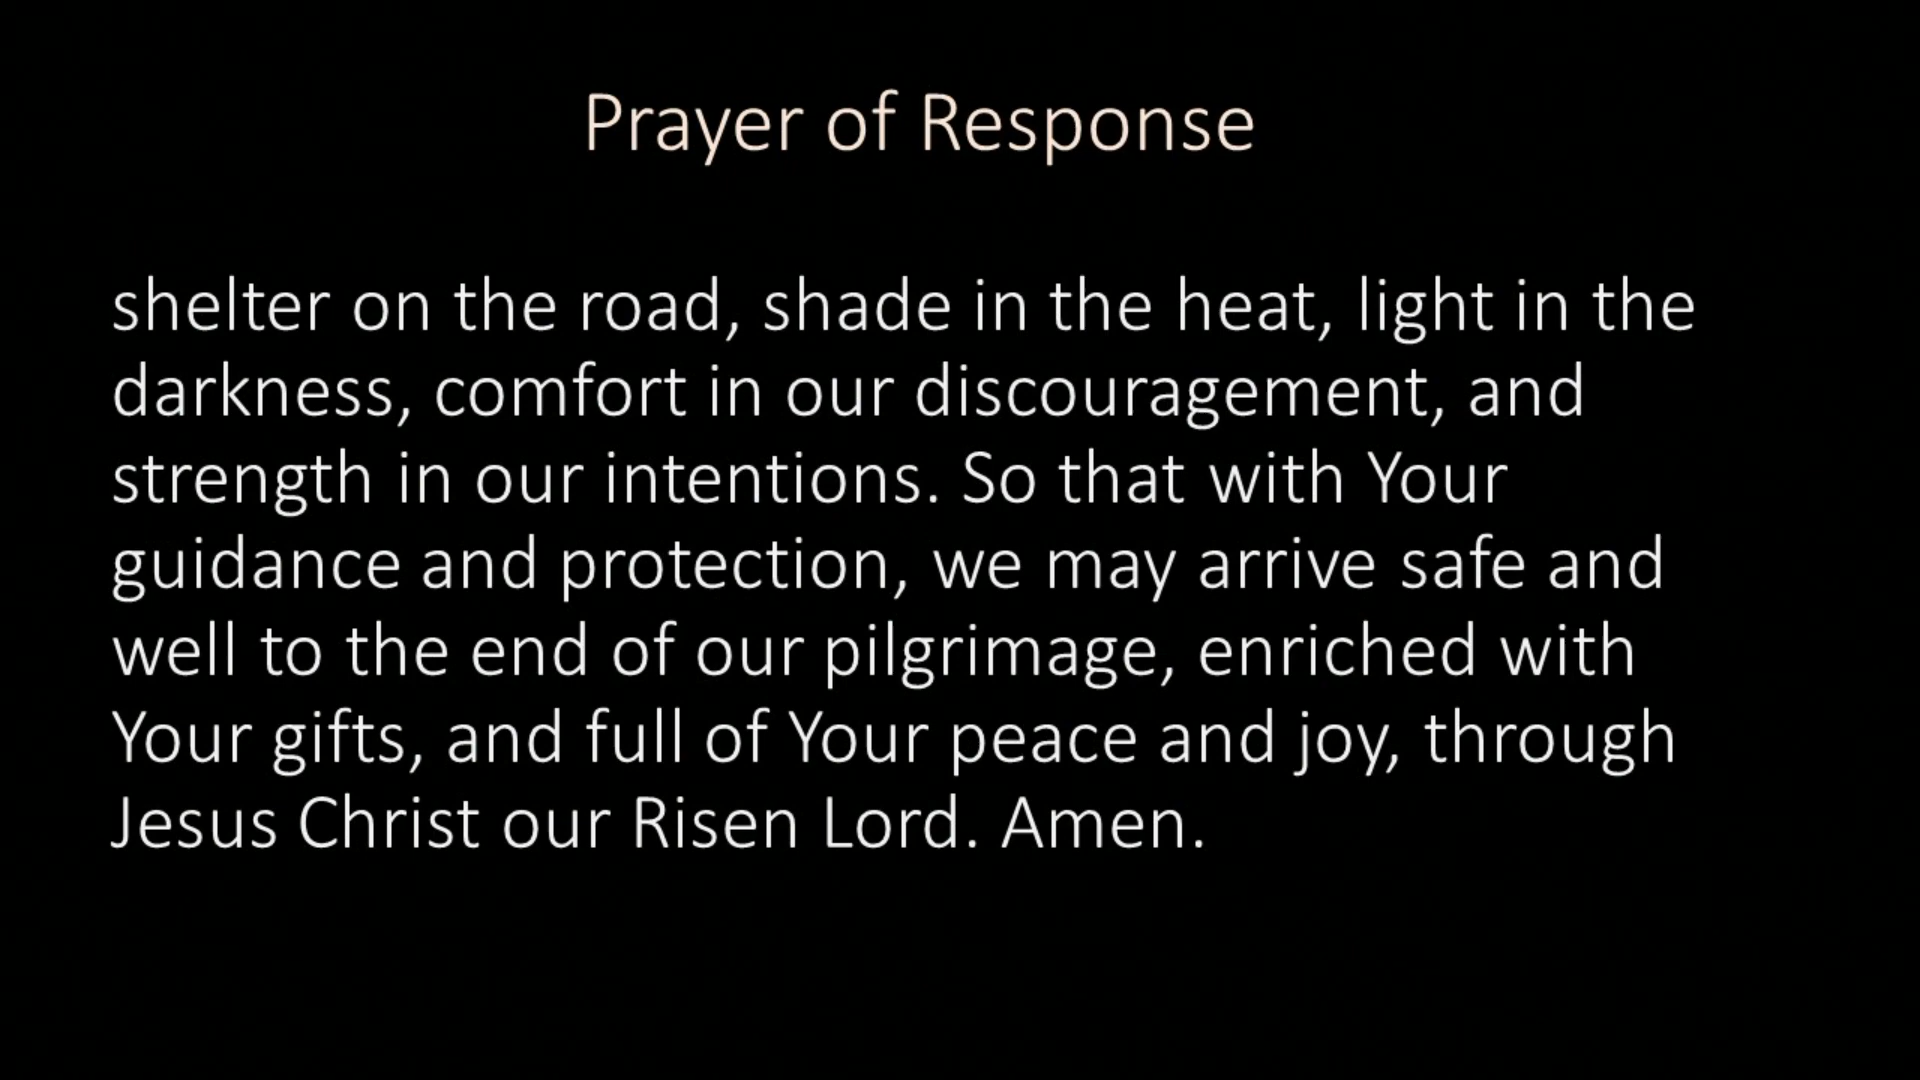 Prayer of Response
shelter on the road, shade in the heat, light in the
darkness, comfort in our discouragement, and
strength in our intentions. So that with Your
guidance and protection, we may arrive safe and
well to the end of our pilgrimage, enriched with
Your gifts, and full of Your peace and joy, through
Jesus Christ our Risen Lord. Amen.